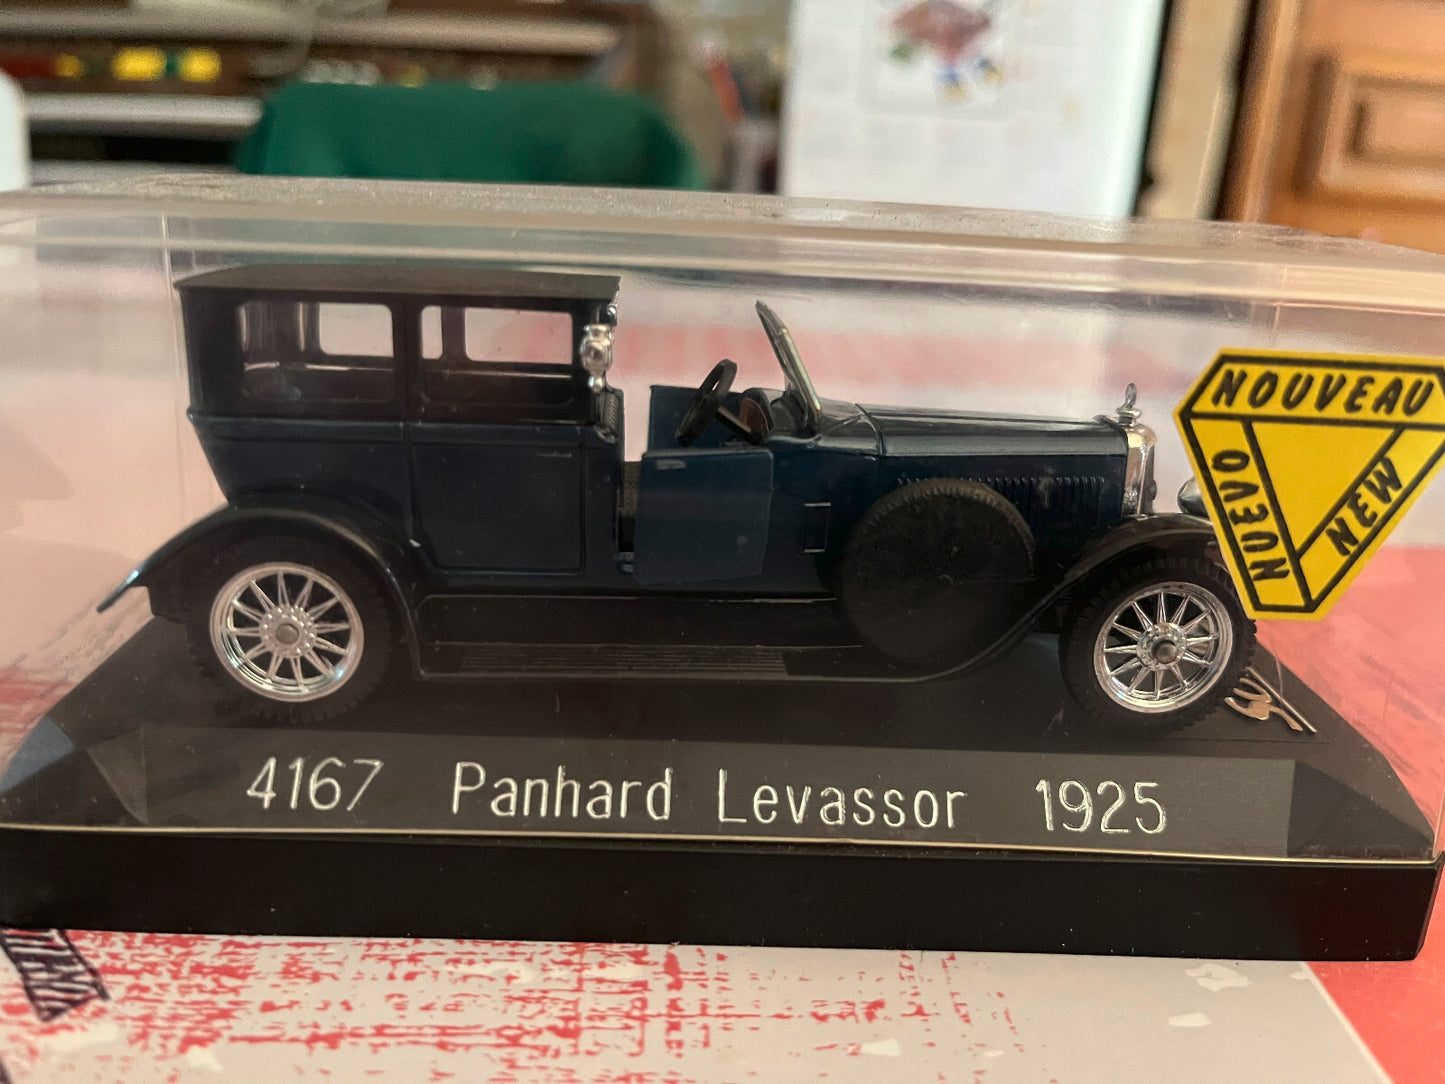 NOUVEAU
NUEVO
NEW
4167 Panhard Levassor 1925